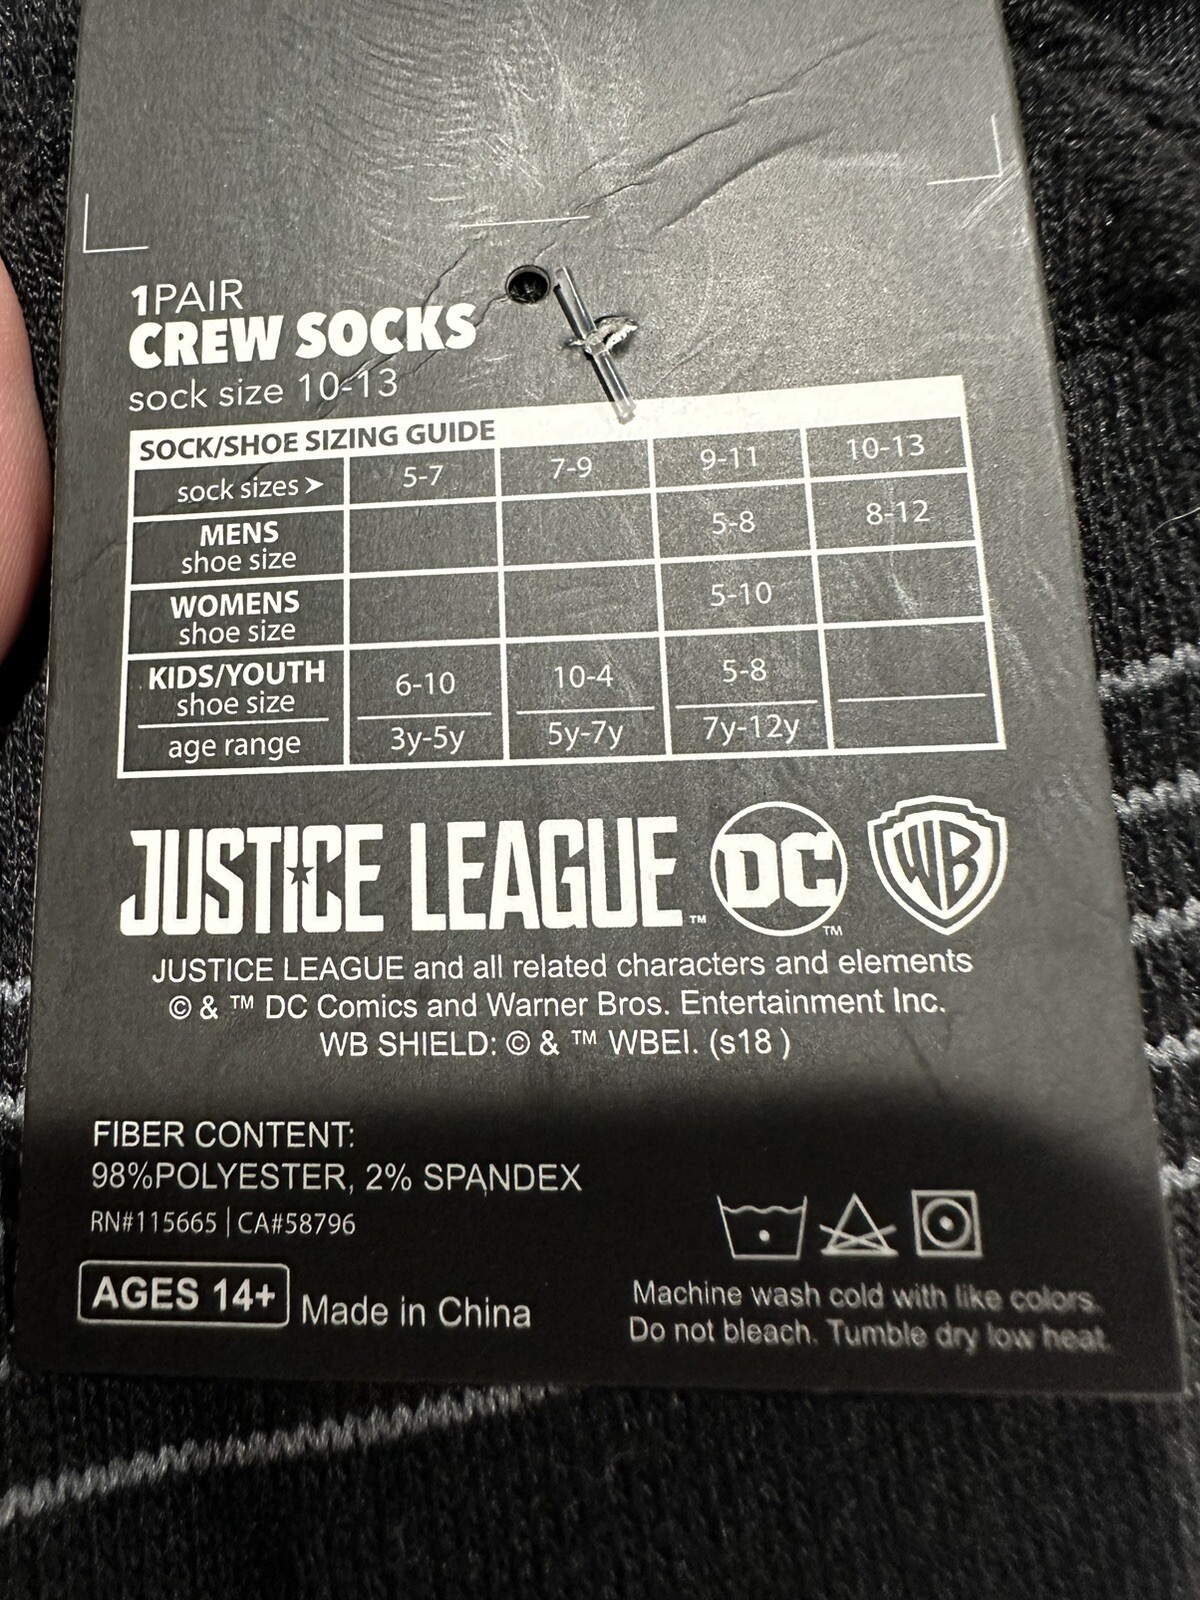 1PAIR
CREW SOCKS
sock size 10-13
SOCK/SHOE SIZING GUIDE
sock sizes ➤ 5-7 7-9 9-11 10-13
MENS
shoe size 5-8 8-12
WOMENS
shoe size 5-10
KIDS/YOUTH
shoe size 6-10 10-4 5-8
age range 3y-5y 5y-7y 7y-12y
JUSTICE LEAGUE™ DC™ WB
JUSTICE LEAGUE and all related characters and elements
© & ™ DC Comics and Warner Bros. Entertainment Inc.
WB SHIELD: © & ™ WBEI. (s18 )
FIBER CONTENT:
98%POLYESTER, 2% SPANDEX
RN#115665 | CA#58796
AGES 14+ Made in China
Machine wash cold with like colors.
Do not bleach. Tumble dry low heat.